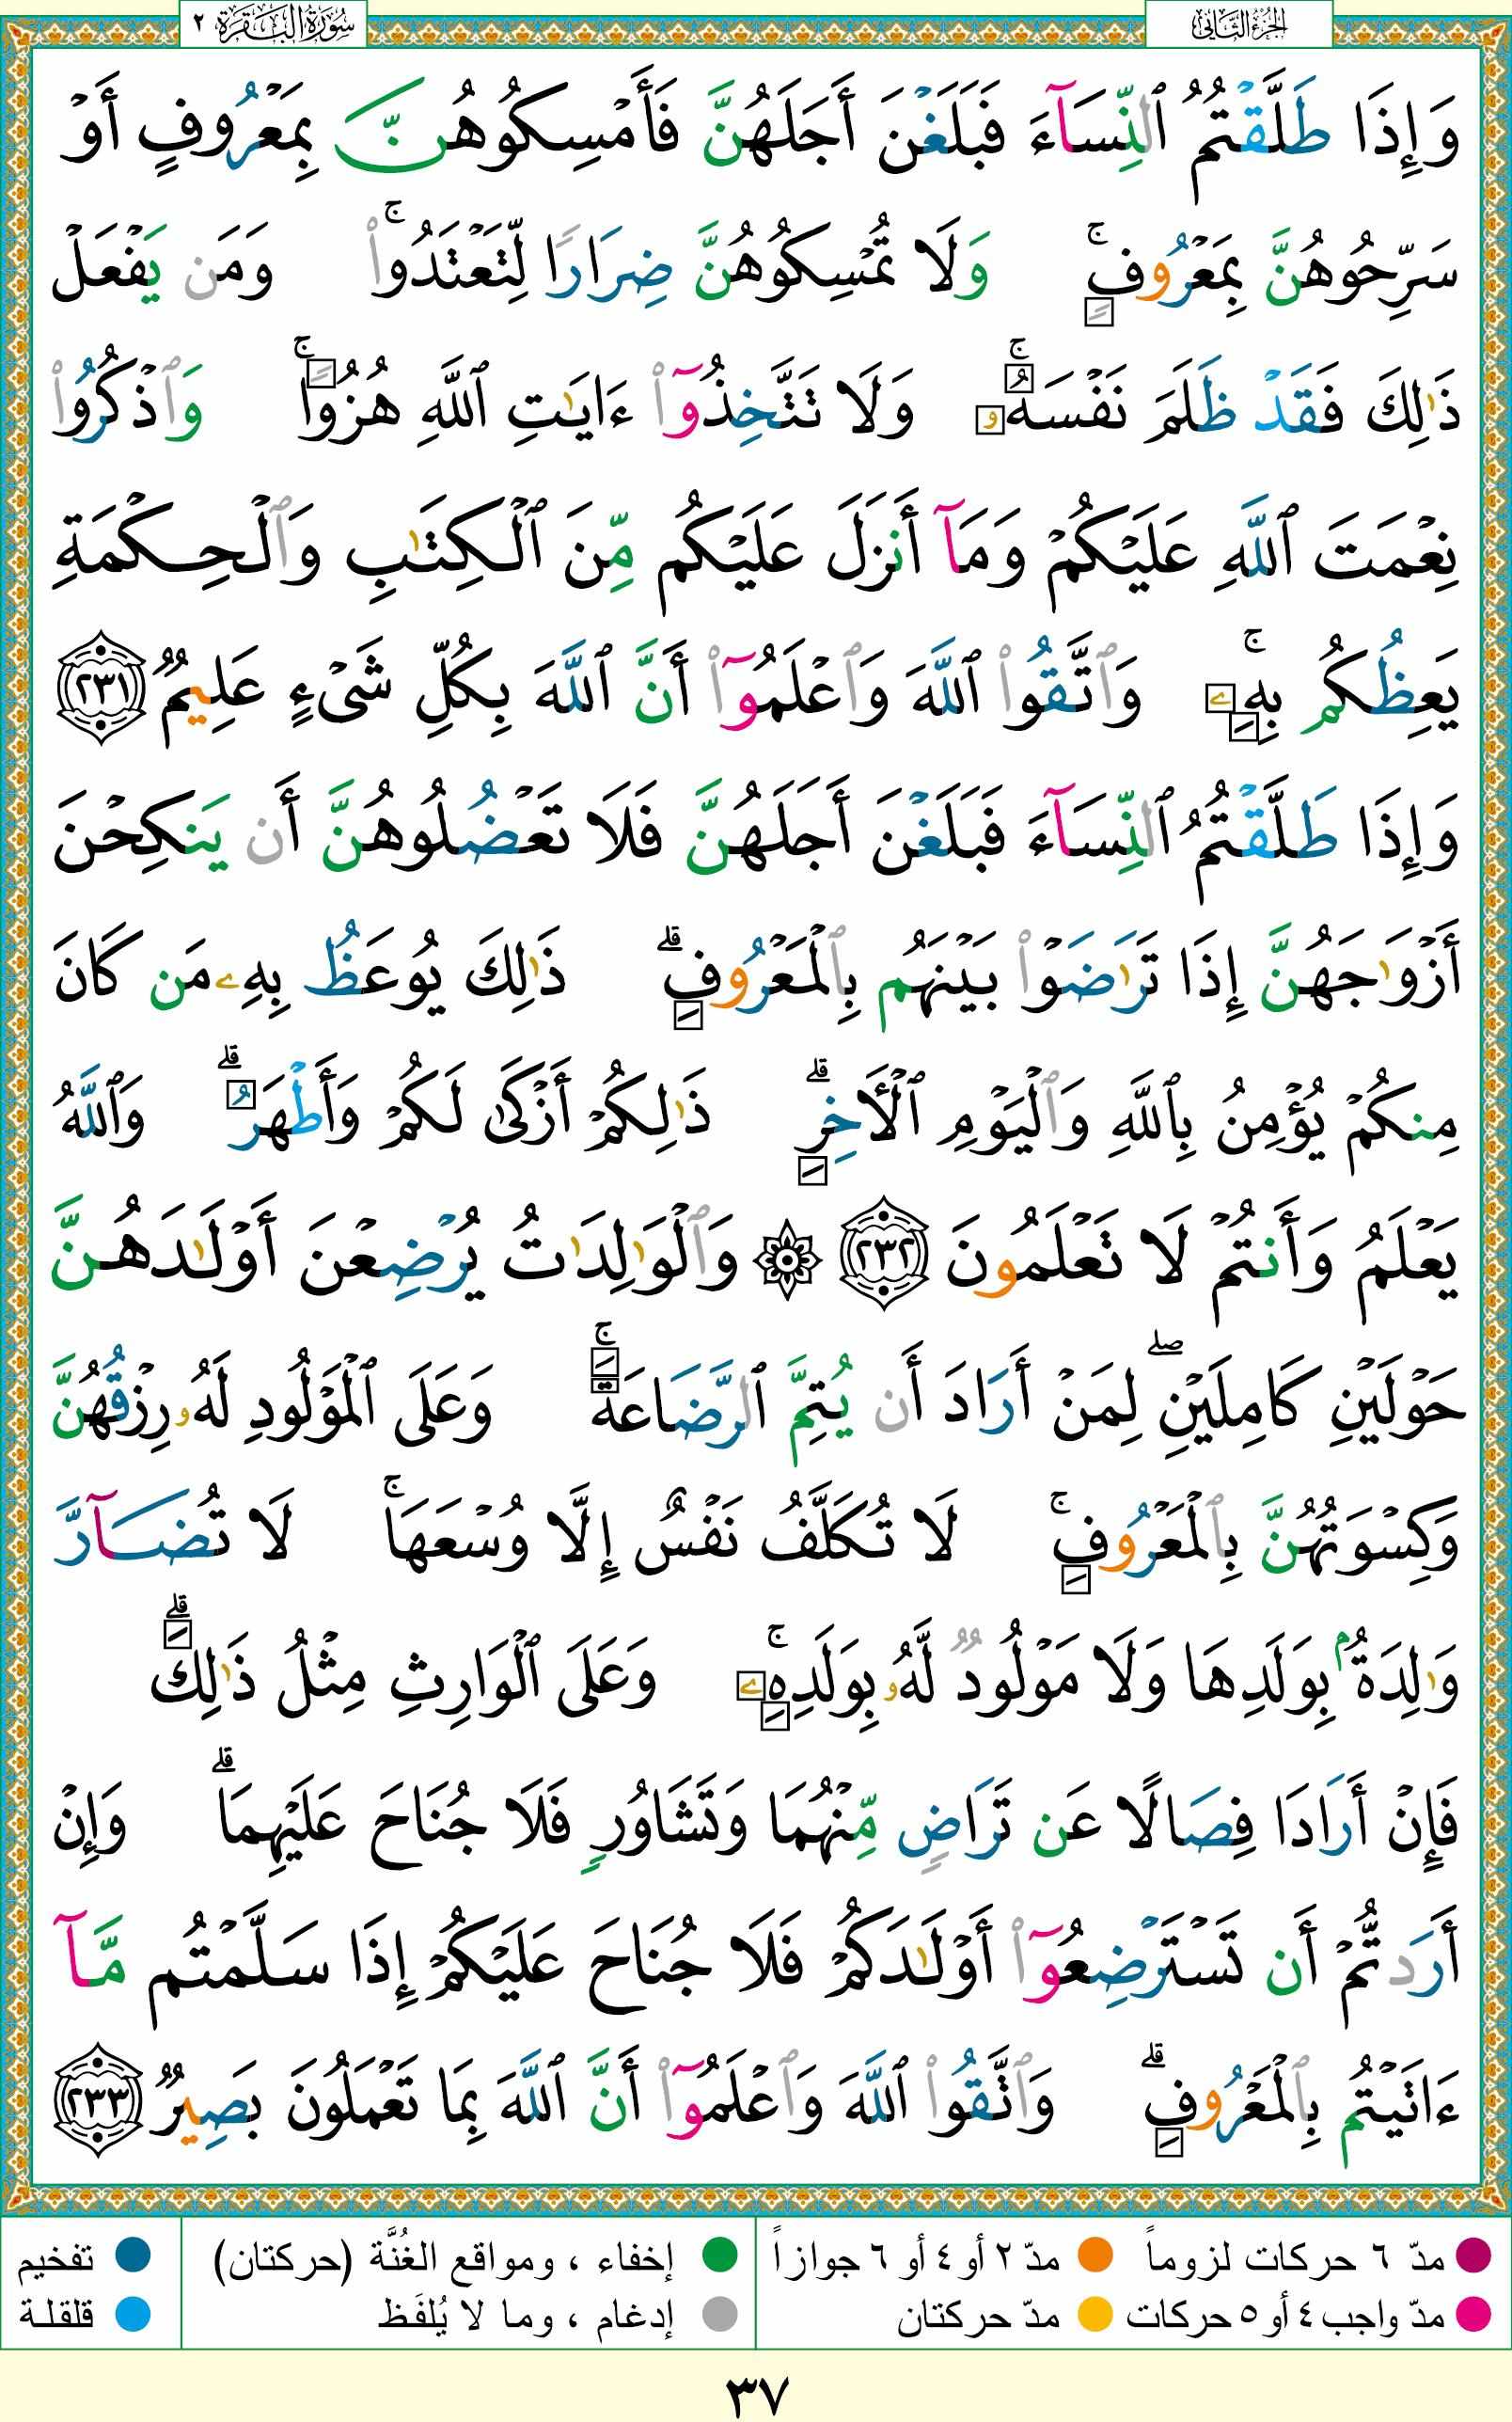 الجزء الثاني
سورة البقرة ٢
وَإِذَا طَلَّقْتُمُ ٱلنِّسَآءَ فَبَلَغْنَ أَجَلَهُنَّ فَأَمْسِكُوهُنَّ بِمَعْرُوفٍ أَوْ
سَرِّحُوهُنَّ بِمَعْرُوفٍ ۚ وَلَا تُمْسِكُوهُنَّ ضِرَارًا لِّتَعْتَدُوا۟ ۚ وَمَن يَفْعَلْ
ذَٰلِكَ فَقَدْ ظَلَمَ نَفْسَهُۥ ۚ وَلَا تَتَّخِذُوٓا۟ ءَايَـٰتِ ٱللَّهِ هُزُوًا ۚ وَٱذْكُرُوا۟
نِعْمَتَ ٱللَّهِ عَلَيْكُمْ وَمَآ أَنزَلَ عَلَيْكُم مِّنَ ٱلْكِتَـٰبِ وَٱلْحِكْمَةِ
يَعِظُكُم بِهِۦ ۚ وَٱتَّقُوا۟ ٱللَّهَ وَٱعْلَمُوٓا۟ أَنَّ ٱللَّهَ بِكُلِّ شَىْءٍ عَلِيمٌ ٢٣١
وَإِذَا طَلَّقْتُمُ ٱلنِّسَآءَ فَبَلَغْنَ أَجَلَهُنَّ فَلَا تَعْضُلُوهُنَّ أَن يَنكِحْنَ
أَزْوَٰجَهُنَّ إِذَا تَرَٰضَوْا۟ بَيْنَهُم بِٱلْمَعْرُوفِ ۗ ذَٰلِكَ يُوعَظُ بِهِۦ مَن كَانَ
مِنكُمْ يُؤْمِنُ بِٱللَّهِ وَٱلْيَوْمِ ٱلْأَخِرِ ۗ ذَٰلِكُمْ أَزْكَىٰ لَكُمْ وَأَطْهَرُ ۗ وَٱللَّهُ
يَعْلَمُ وَأَنتُمْ لَا تَعْلَمُونَ ٢٣٢ ۞ وَٱلْوَٰلِدَٰتُ يُرْضِعْنَ أَوْلَـٰدَهُنَّ
حَوْلَيْنِ كَامِلَيْنِ ۖ لِمَنْ أَرَادَ أَن يُتِمَّ ٱلرَّضَاعَةَ ۚ وَعَلَى ٱلْمَوْلُودِ لَهُۥ رِزْقُهُنَّ
وَكِسْوَتُهُنَّ بِٱلْمَعْرُوفِ ۚ لَا تُكَلَّفُ نَفْسٌ إِلَّا وُسْعَهَا ۚ لَا تُضَآرَّ
وَٰلِدَةٌۢ بِوَلَدِهَا وَلَا مَوْلُودٌ لَّهُۥ بِوَلَدِهِۦ ۚ وَعَلَى ٱلْوَارِثِ مِثْلُ ذَٰلِكَ ۗ
فَإِنْ أَرَادَا فِصَالًا عَن تَرَاضٍ مِّنْهُمَا وَتَشَاوُرٍ فَلَا جُنَاحَ عَلَيْهِمَا ۗ وَإِنْ
أَرَدتُّمْ أَن تَسْتَرْضِعُوٓا۟ أَوْلَـٰدَكُمْ فَلَا جُنَاحَ عَلَيْكُمْ إِذَا سَلَّمْتُم مَّآ
ءَاتَيْتُم بِٱلْمَعْرُوفِ ۗ وَٱتَّقُوا۟ ٱللَّهَ وَٱعْلَمُوٓا۟ أَنَّ ٱللَّهَ بِمَا تَعْمَلُونَ بَصِيرٌ ٢٣٣
مدّ ٦ حركات لزوماً مدّ ٢ أو ٤ أو ٦ جوازاً إخفاء ، ومواقع الغُنَّة (حركتان) تفخيم
مدّ واجب ٤ أو ٥ حركات مدّ حركتان إدغام ، وما لا يُلفَظ قلقلة
٣٧